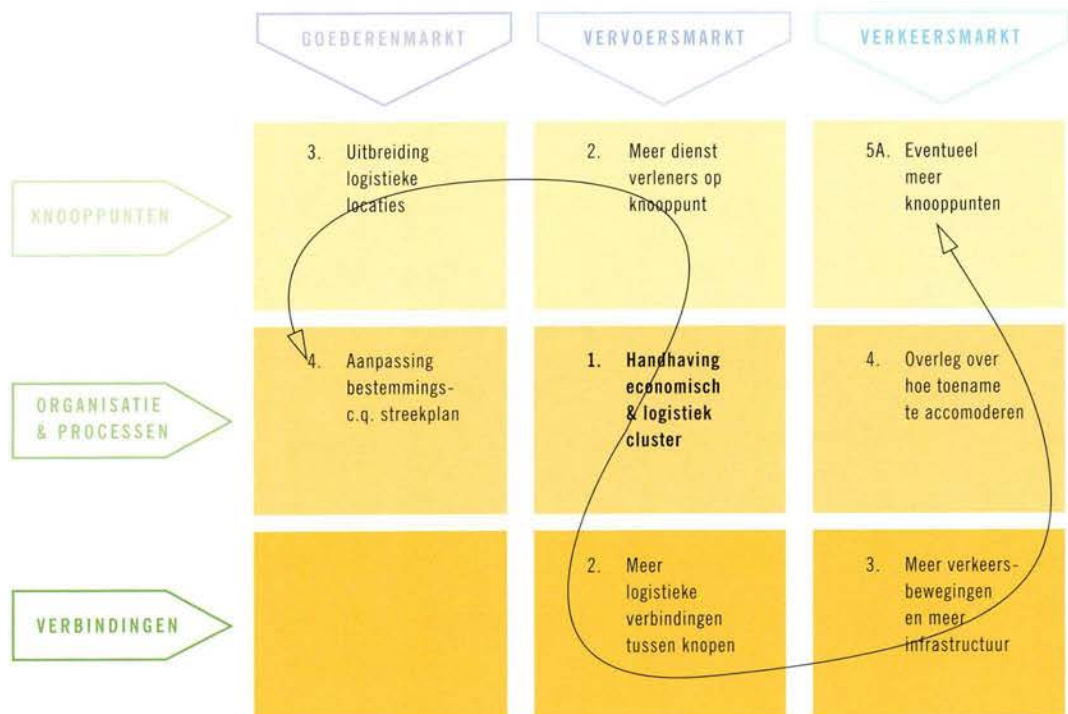 GOEDERENMARKT
VERVOERSMARKT
VERKEERSMARKT
KNOOPPUNTEN
3. Uitbreiding
logistieke
locaties
2. Meer dienst
verleners op
knooppunt
5A. Eventueel
meer
knooppunten
ORGANISATIE
& PROCESSEN
4. Aanpassing
bestemmings-
c.q. streekplan
1. Handhaving
economisch
& logistiek
cluster
4. Overleg over
hoe toename
te accomoderen
VERBINDINGEN
2. Meer
logistieke
verbindingen
tussen knopen
3. Meer verkeers-
bewegingen
en meer
infrastructuur